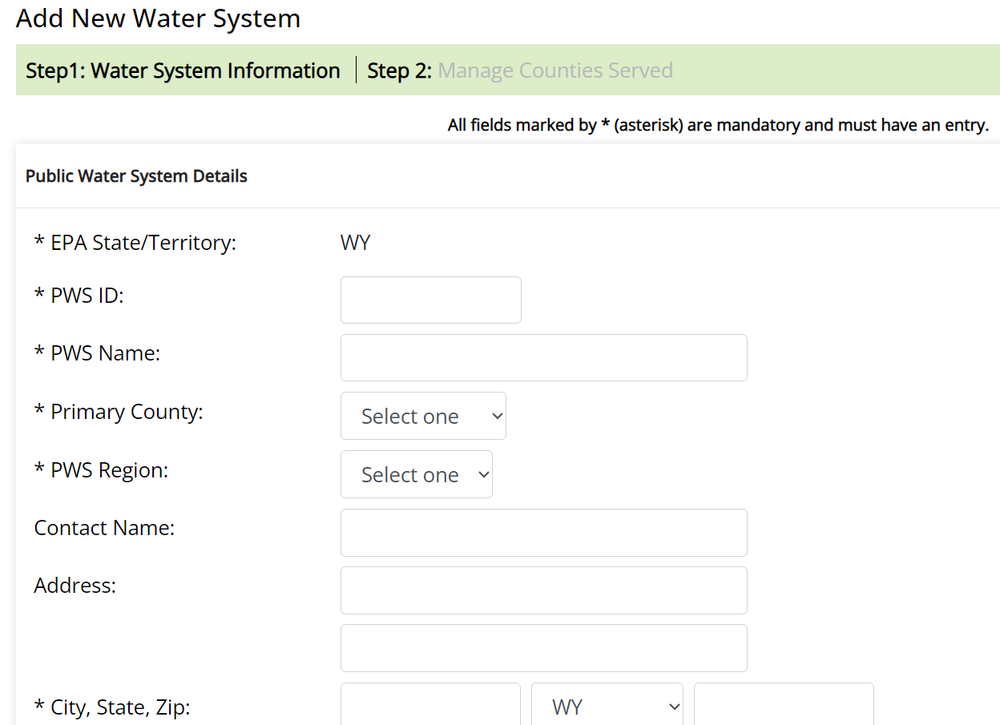 Add New Water System
Step1: Water System Information Step 2: Manage Counties Served
All fields marked by * (asterisk) are mandatory and must have an entry.
Public Water System Details
* EPA State/Territory: WY
* PWS ID:
* PWS Name:
* Primary County: Select one
* PWS Region: Select one
Contact Name:
Address:
* City, State, Zip: WY